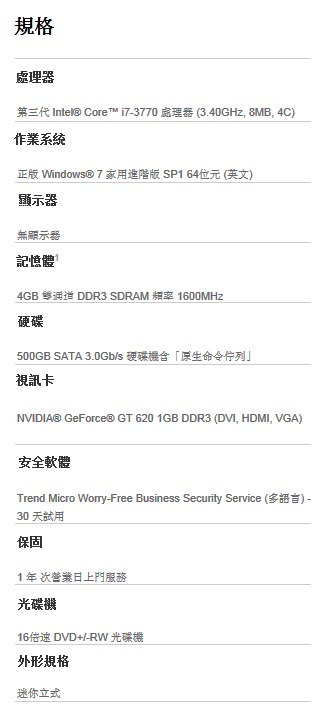 規格
處理器
第三代 Intel® Core™ i7-3770 處理器 (3.40GHz, 8MB, 4C)
作業系統
正版 Windows® 7 家用進階版 SP1 64位元 (英文)
顯示器
無顯示器
記憶體1
4GB 雙通道 DDR3 SDRAM 頻率 1600MHz
硬碟
500GB SATA 3.0Gb/s 硬碟機含「原生命令佇列」
視訊卡
NVIDIA® GeForce® GT 620 1GB DDR3 (DVI, HDMI, VGA)
安全軟體
Trend Micro Worry-Free Business Security Service (多語言) -
30 天試用
保固
1 年 次營業日上門服務
光碟機
16倍速 DVD+/-RW 光碟機
外形規格
迷你立式